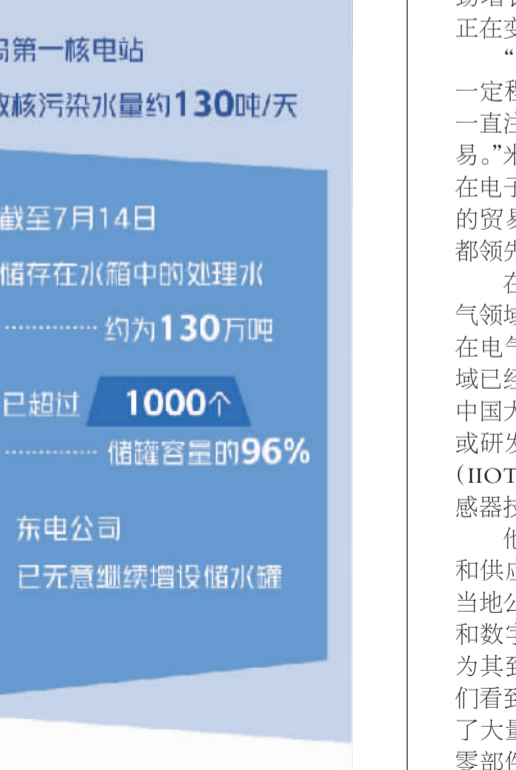 第一核电站
核污染水量约130吨/天
截至7月14日
储存在水箱中的处理水
约为130万吨
已超过 1000个
储罐容量的96%
东电公司
已无意继续增设储水罐
正在变
“
一定程
一直注
易。”米
在电子
的贸易
都领先
在
气领域
在电气
域已经
中国大
或研发
(IIOT
感器技
他
和供应
当地公
和数字
为其到
们看到
了大量
零部件